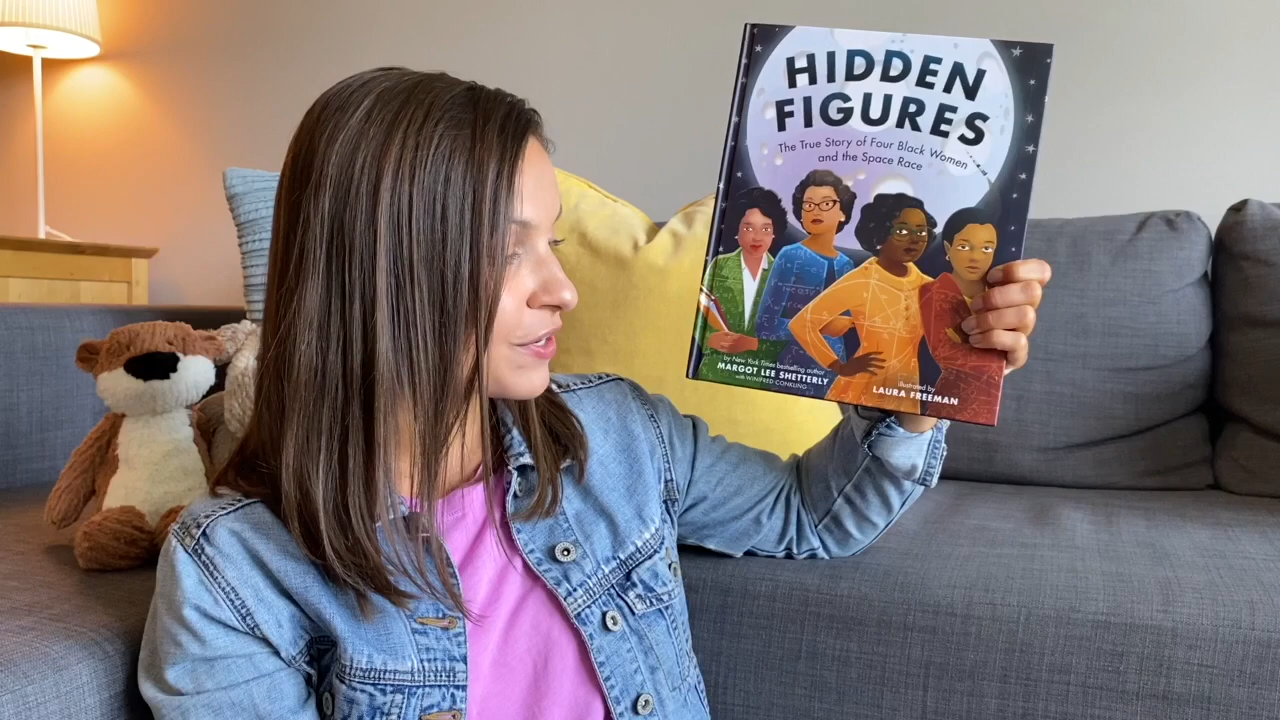 HIDDEN
FIGURES
The True Story of Four Black Women
and the Space Race
by New York Times bestselling author
MARGOT LEE SHETTERLY
with WINIFRED CONKLING
illustrated by
LAURA FREEMAN